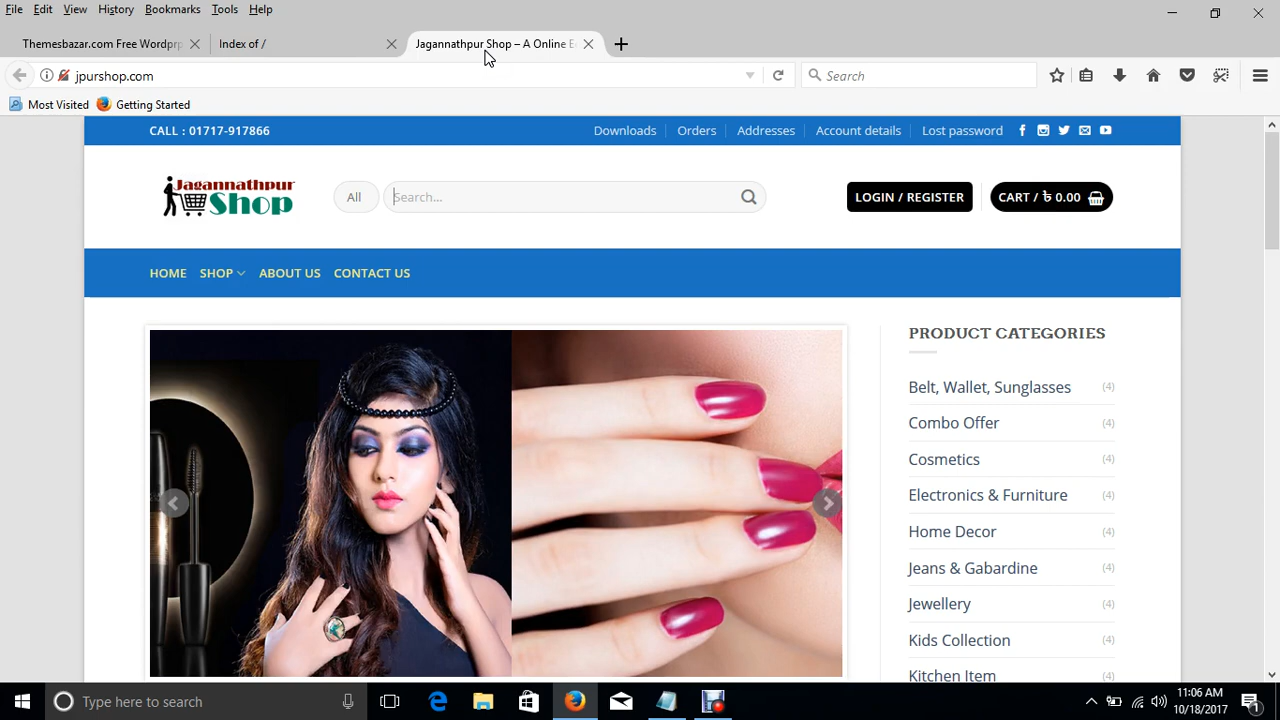 File Edit View History Bookmarks Tools Help
Themesbazar.com Free Wordprp
Index of /
Jagannathpur Shop – A Online E
jpurshop.com
Search
Most Visited
Getting Started
CALL : 01717-917866
Downloads
Orders
Addresses
Account details
Lost password
Jagannathpur
Shop
All
Search...
LOGIN / REGISTER
CART / ৳ 0.00
HOME
SHOP
ABOUT US
CONTACT US
PRODUCT CATEGORIES
Belt, Wallet, Sunglasses (4)
Combo Offer (4)
Cosmetics (4)
Electronics & Furniture (4)
Home Decor (4)
Jeans & Gabardine (4)
Jewellery (4)
Kids Collection (4)
Kitchen Item (4)
Type here to search
11:06 AM
10/18/2017
1